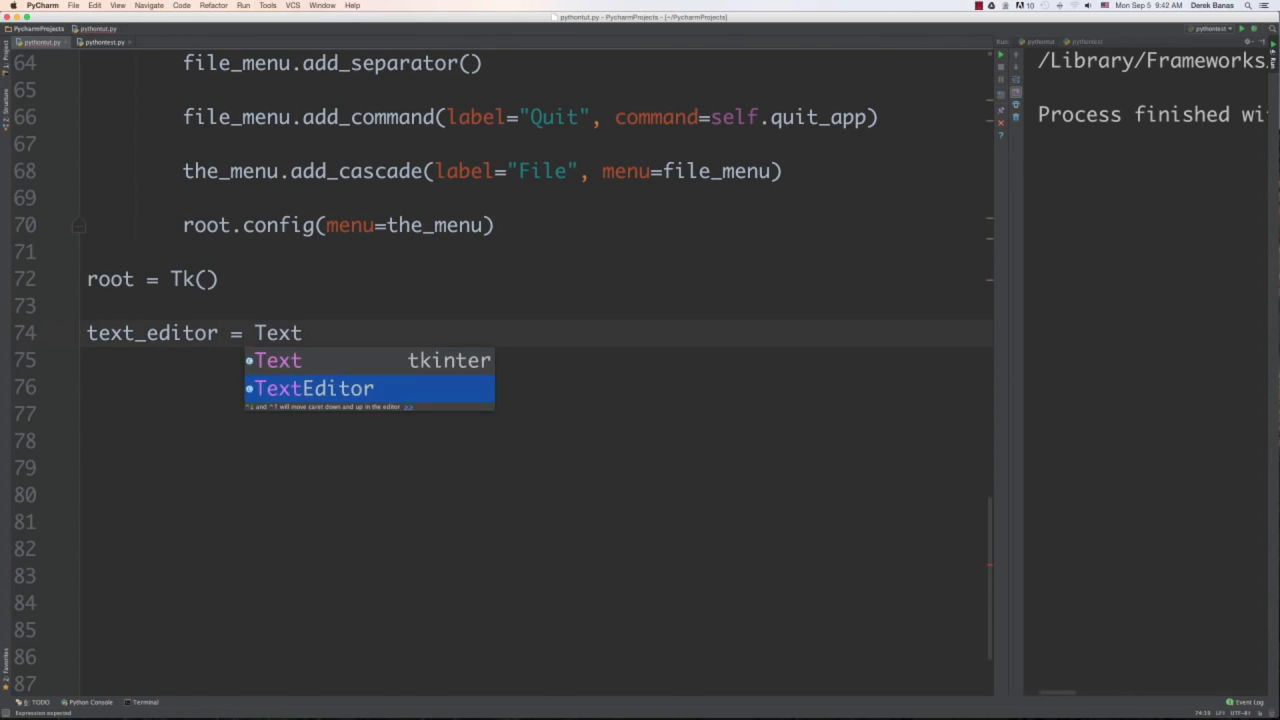 PyCharm File Edit View Navigate Code Refactor Run Tools VCS Window Help 10 Mon Sep 5 9:42 AM Derek Banas
pythontut.py - PycharmProjects - [~/PycharmProjects]
PycharmProjects pythontut.py pythontest
pythontut.py pythontest.py Run: pythontut pythontest
1: Project
Z: Structure
2: Favorites
4: Run
64 file_menu.add_separator()
65
66 file_menu.add_command(label="Quit", command=self.quit_app)
67
68 the_menu.add_cascade(label="File", menu=file_menu)
69
70 root.config(menu=the_menu)
71
72 root = Tk()
73
74 text_editor = Text
75 Text tkinter
76 TextEditor
^↓ and ^↑ will move caret down and up in the editor >>
77
78
79
80
81
82
83
84
85
86
87
/Library/Frameworks
Process finished wi
6: TODO Python Console Terminal Event Log
Expression expected 74:19 UTF-8